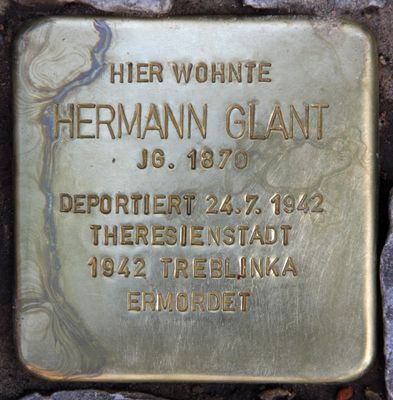 HIER WOHNTE
HERMANN GLANT
JG. 1870
DEPORTIERT 24.7. 1942
THERESIENSTADT
1942 TREBLINKA
ERMORDET